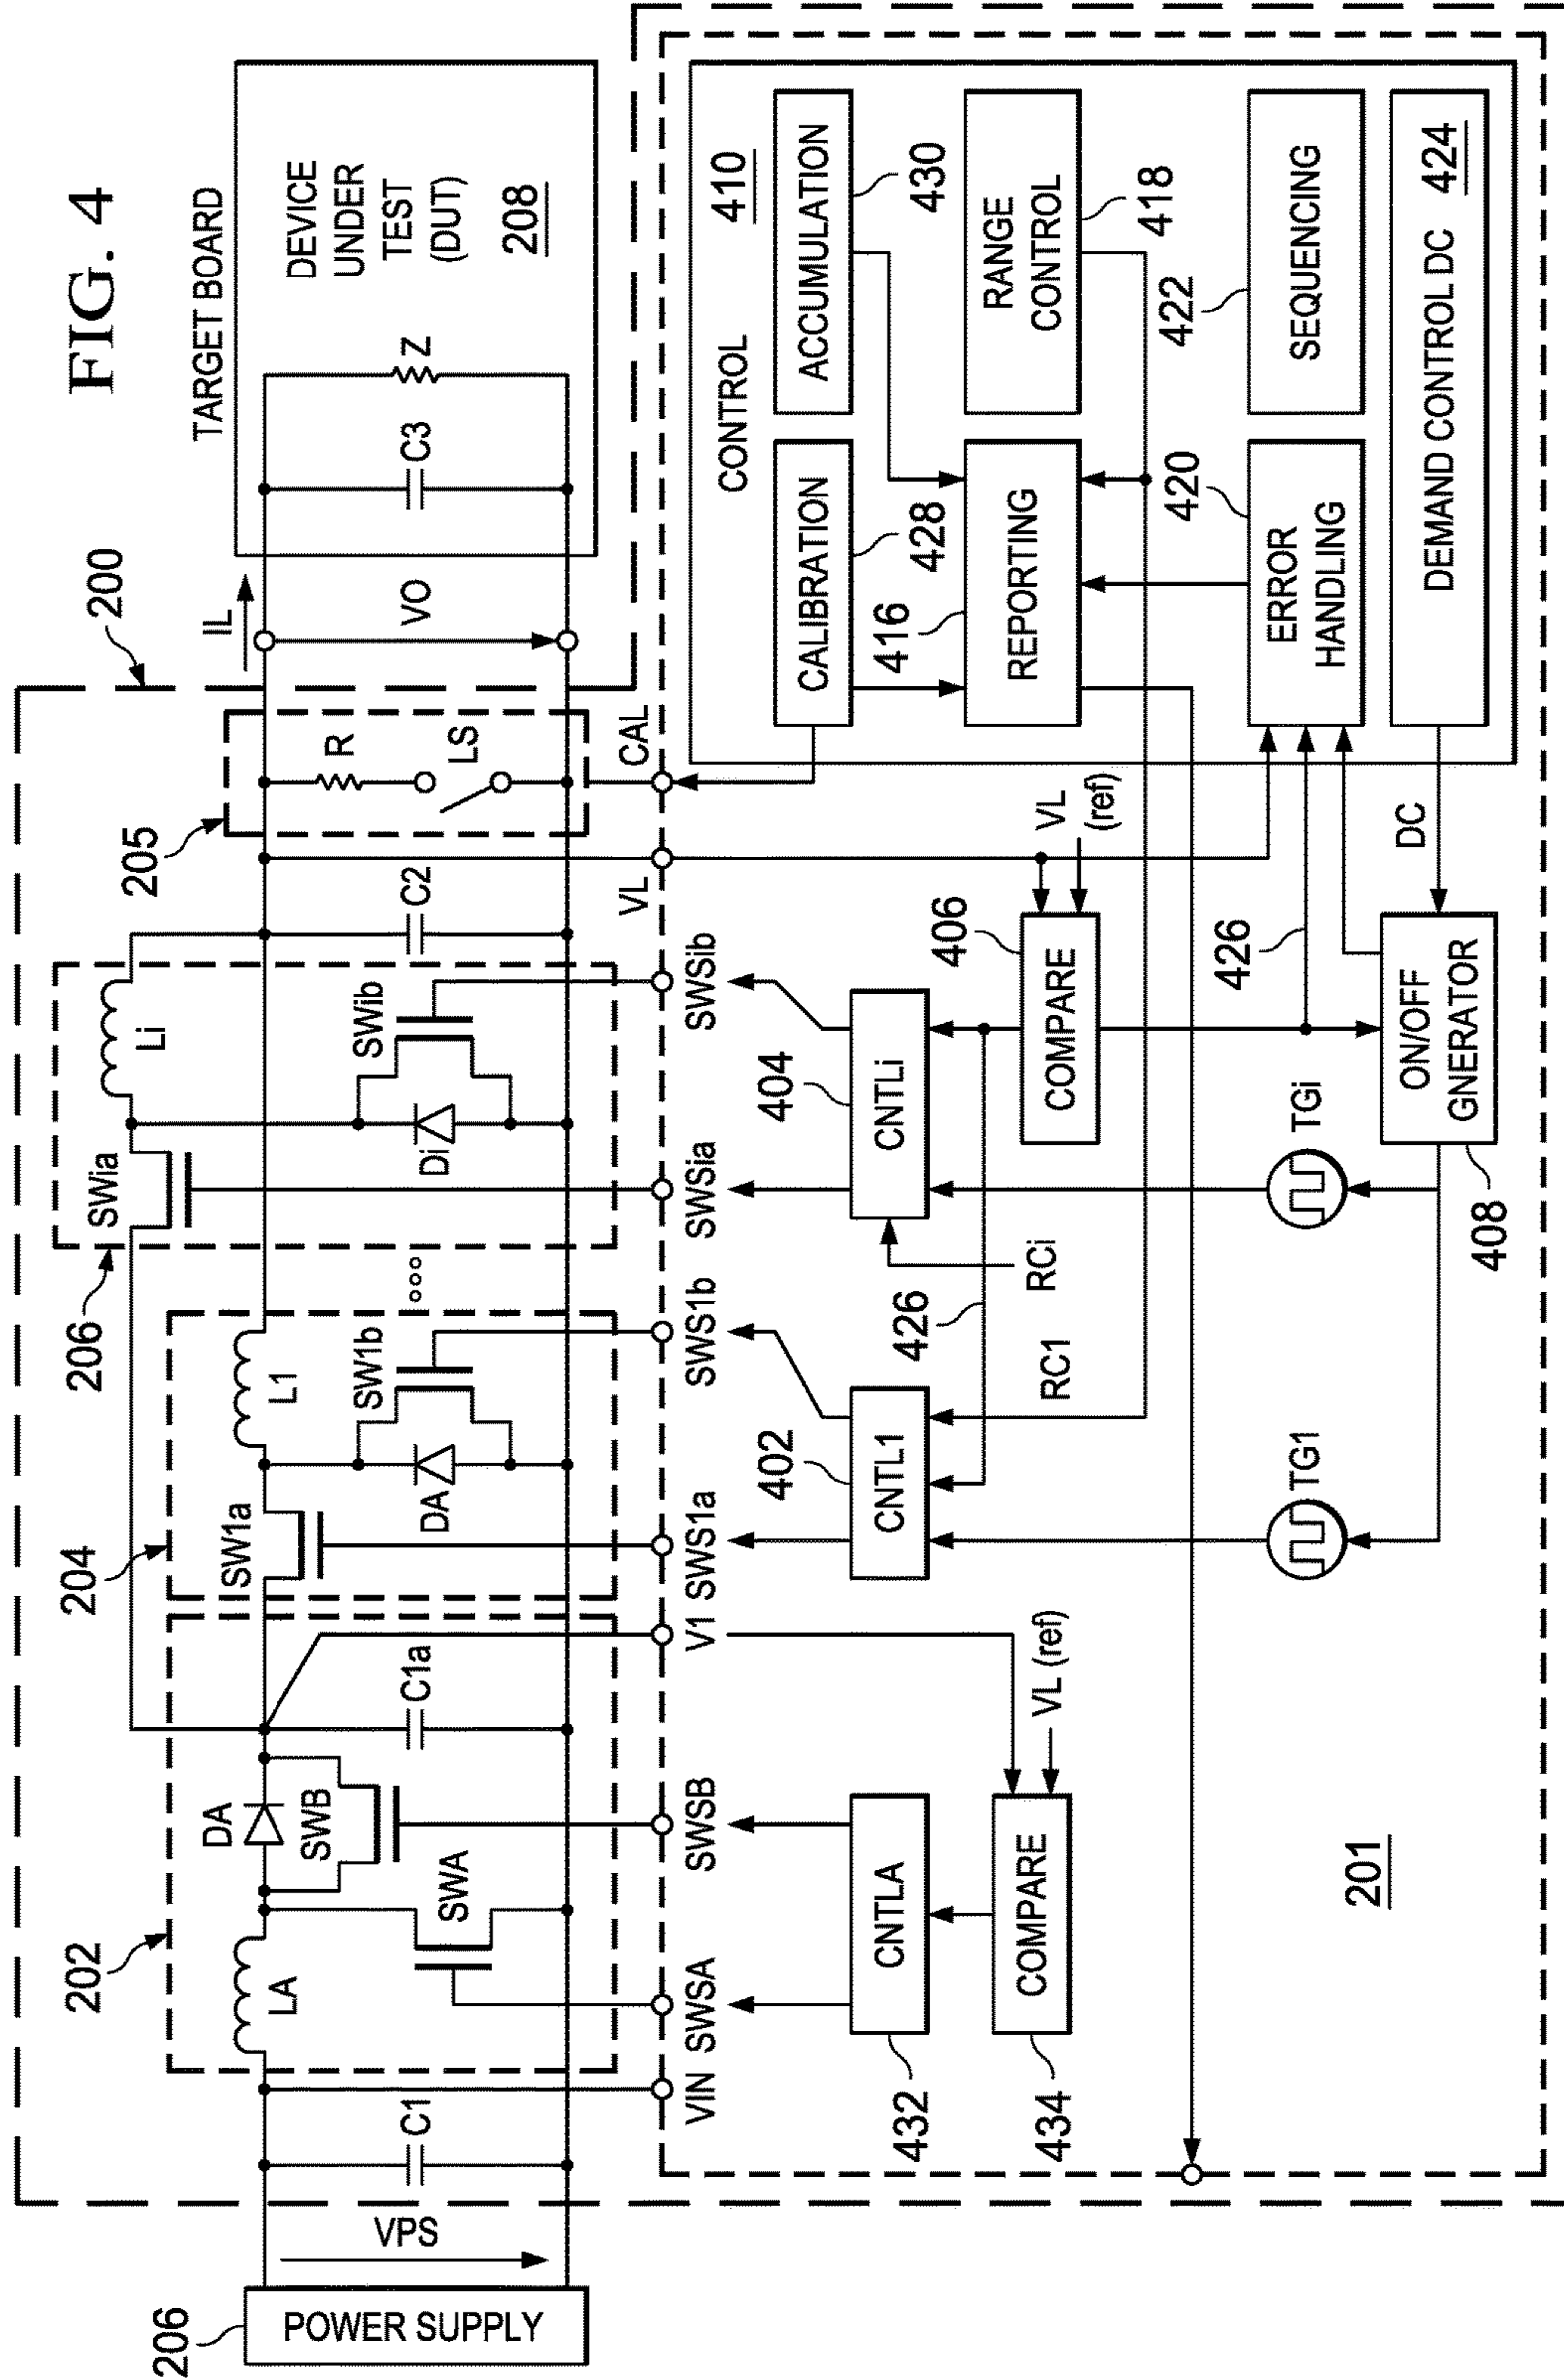 FIG. 4
200
TARGET BOARD
DEVICE
UNDER
TEST
(DUT)
208
Z
C3
IL
VO
205
R
LS
C2
206
Li
SWia
SWib
Di
204
L1
SW1a
SW1b
DA
202
LA
DA
SWB
SWA
C1a
C1
VPS
206
POWER SUPPLY
VIN
SWSA
SWSB
V1
SWS1a
SWS1b
SWSia
SWSib
VL
CAL
432
CNTLA
434
COMPARE
VL (ref)
402
CNTL1
404
CNTLi
406
COMPARE
VL
(ref)
426
RC1
RCi
426
TG1
TGi
408
ON/OFF
GNERATOR
DC
201
CONTROL
410
CALIBRATION
428
ACCUMULATION
430
416
REPORTING
RANGE
CONTROL
418
420
ERROR
HANDLING
422
SEQUENCING
DEMAND CONTROL DC
424